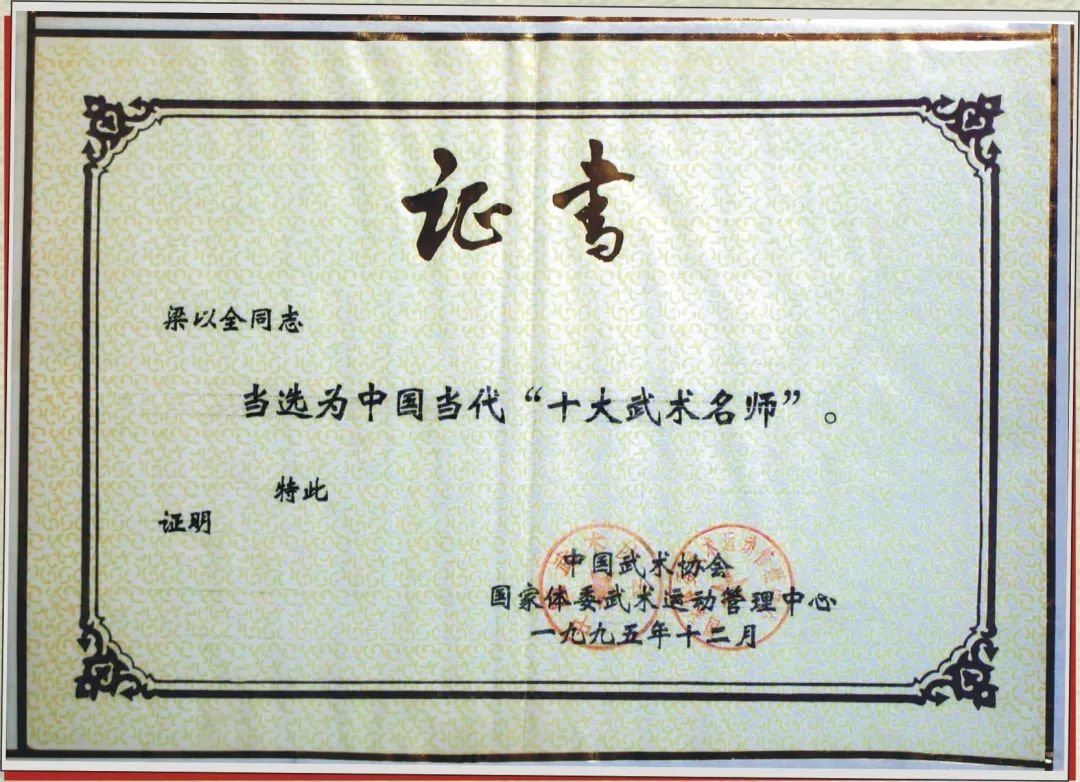 证书
梁以全同志
当选为中国当代“十大武术名师”。
特此
证明
中国武术协会
国家体委武术运动管理中心
一九九五年十二月